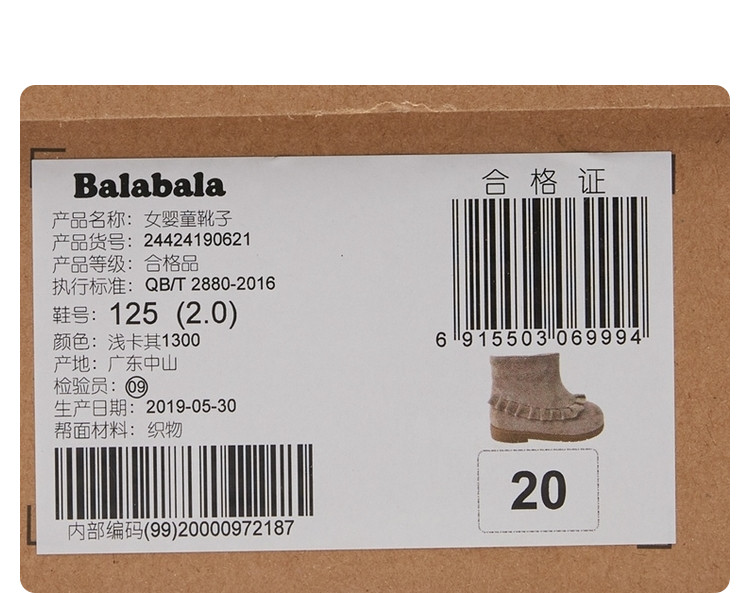 Balabala
产品名称：女婴童靴子
产品货号：24424190621
产品等级：合格品
执行标准：QB/T 2880-2016
鞋号：125 (2.0)
颜色：浅卡其1300
产地：广东中山
检验员：09
生产日期：2019-05-30
帮面材料：织物
内部编码(99)20000972187
合格证
6 915503 069994
20